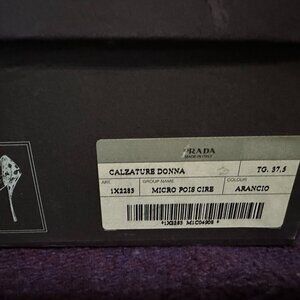 PRADA
MADE IN ITALY
CALZATURE DONNA TG. 37,5
ART. GROUP NAME COLOUR
1X2283 MICRO POIS CIRE ARANCIO